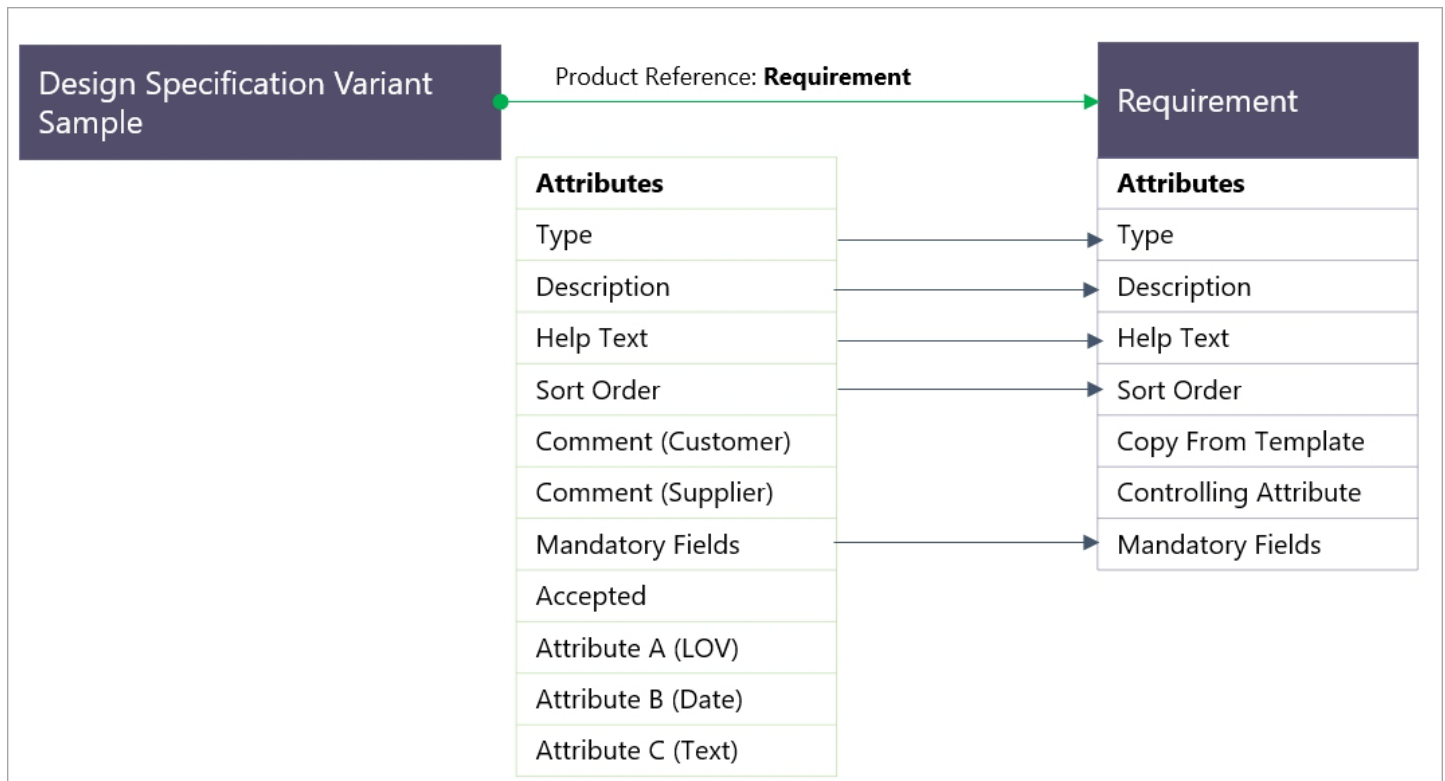 Design Specification Variant
Sample
Product Reference: Requirement
Requirement
Attributes
Type
Description
Help Text
Sort Order
Comment (Customer)
Comment (Supplier)
Mandatory Fields
Accepted
Attribute A (LOV)
Attribute B (Date)
Attribute C (Text)
Attributes
Type
Description
Help Text
Sort Order
Copy From Template
Controlling Attribute
Mandatory Fields